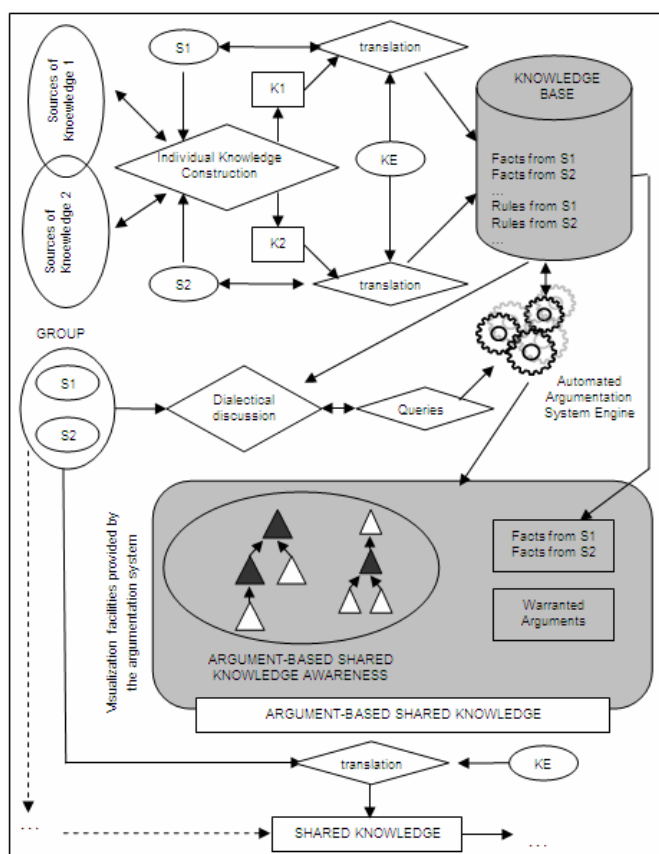 S1
translation
Sources of
Knoewledge 1
K1
KNOWLEDGE
BASE
Individual Knowledge
Construction
KE
Facts from S1
Facts from S2
...
Rules from S1
Rules from S2
...
Sources of
Knoewledge 2
K2
S2
translation
GROUP
S1
S2
Dialectical
discussion
Queries
Automated
Argumentation
System Engine
Visualization facilities provided by
the argumentation system
Facts from S1
Facts from S2
Warranted
Arguments
ARGUMENT-BASED SHARED
KNOWLEDGE AWARENESS
ARGUMENT-BASED SHARED KNOWLEDGE
translation
KE
...
SHARED KNOWLEDGE
...